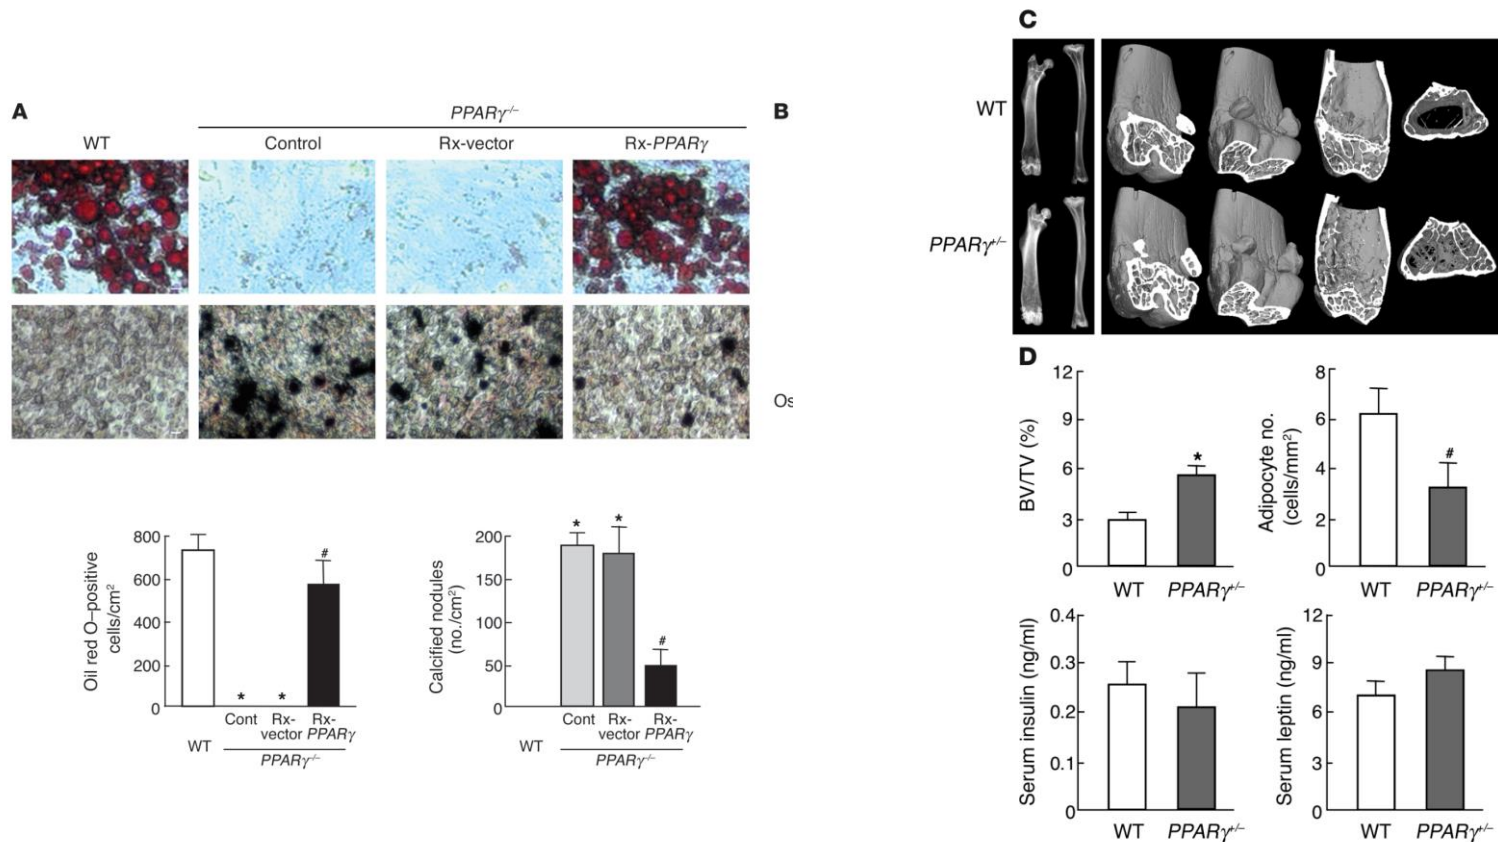 A
PPARγ⁻/⁻
B
WT
Control
Rx-vector
Rx-PPARγ
Os
Oil red O–positive
cells/cm²
800
600
400
200
0
*
*
#
WT
Cont
Rx-
vector
Rx-
PPARγ
PPARγ⁻/⁻
Calcified nodules
(no./cm²)
200
150
100
50
0
*
*
#
WT
Cont
Rx-
vector
Rx-
PPARγ
PPARγ⁻/⁻
C
WT
PPARγ⁺/⁻
D
BV/TV (%)
12
9
6
3
0
*
WT
PPARγ⁺/⁻
Adipocyte no.
(cells/mm²)
8
6
4
2
0
#
WT
PPARγ⁺/⁻
Serum insulin (ng/ml)
0.4
0.3
0.2
0.1
0
WT
PPARγ⁺/⁻
Serum leptin (ng/ml)
12
9
6
3
0
WT
PPARγ⁺/⁻